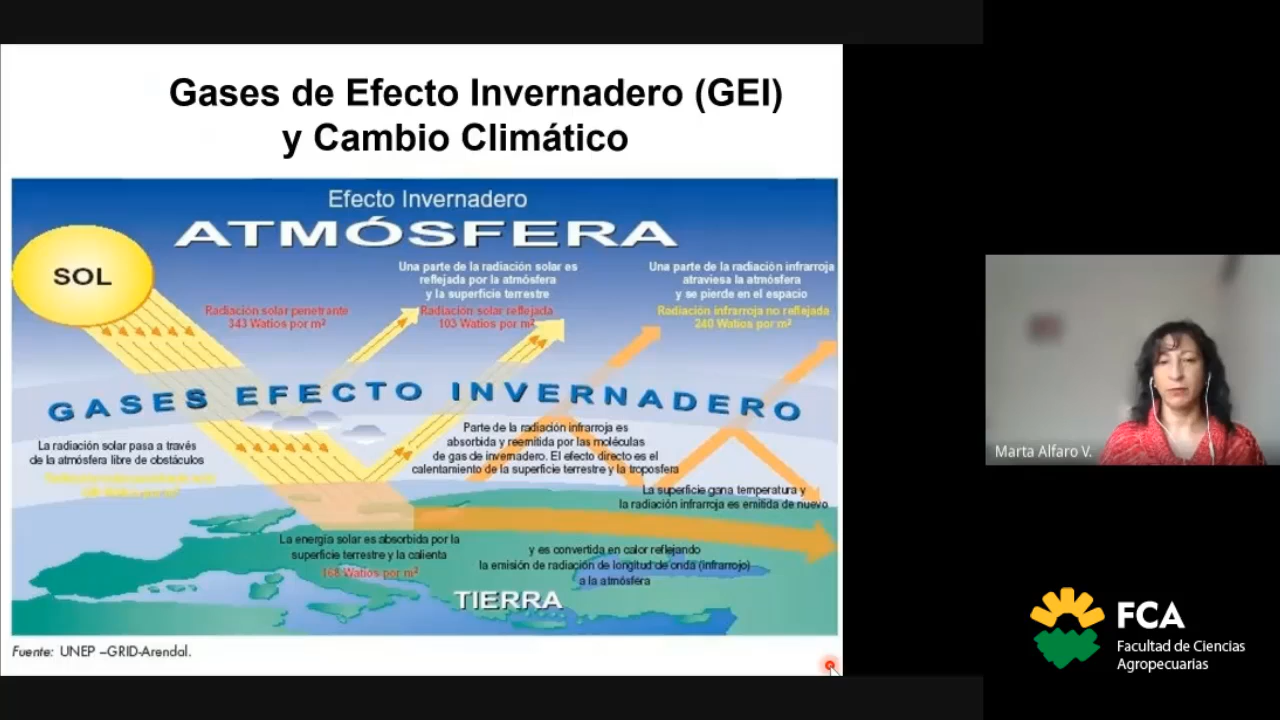 Gases de Efecto Invernadero (GEI)
y Cambio Climático
Efecto Invernadero
ATMÓSFERA
SOL
Una parte de la radiación solar es
reflejada por la atmósfera
y la superficie terrestre
Radiación solar reflejada
103 Watios por m²
Una parte de la radiación infrarroja
atraviesa la atmósfera
y se pierde en el espacio
Radiación infrarroja no reflejada
240 Watios por m²
Radiación solar penetrante
343 Watios por m²
GASES EFECTO INVERNADERO
La radiación solar pasa a través
de la atmósfera libre de obstáculos
Parte de la radiación infrarroja es
absorbida y reemitida por las moléculas
de gas de invernadero. El efecto directo es el
calentamiento de la superficie terrestre y la troposfera
La superficie gana temperatura y
la radiación infrarroja es emitida de nuevo
La energía solar es absorbida por la
superficie terrestre y la calienta
168 Watios por m²
y es convertida en calor reflejando
la emisión de radiación de longitud de onda (infrarrojo)
a la atmósfera
TIERRA
Fuente: UNEP –GRID-Arendal.
Marta Alfaro V.
FCA
Facultad de Ciencias
Agropecuarias